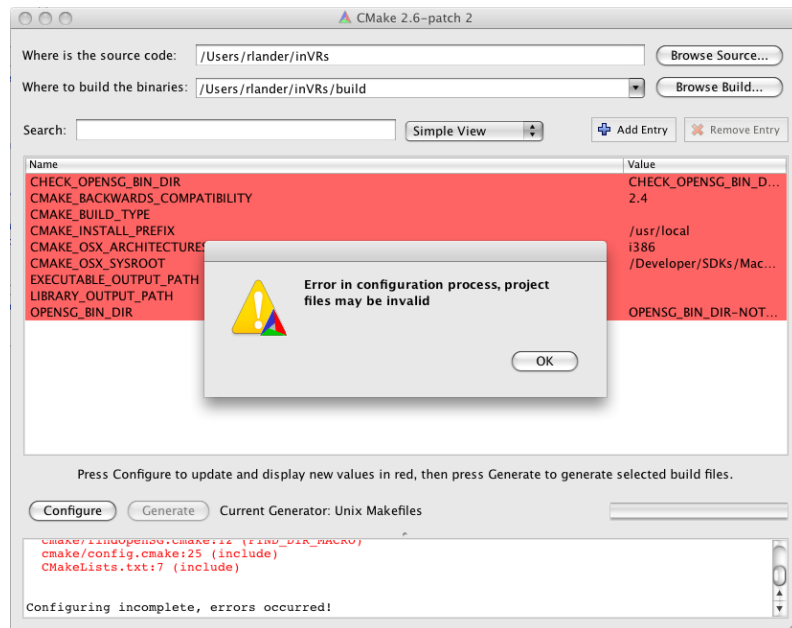 CMake 2.6-patch 2
Where is the source code: /Users/rlander/inVRs Browse Source...
Where to build the binaries: /Users/rlander/inVRs/build Browse Build...
Search: Simple View Add Entry Remove Entry
Name Value
CHECK_OPENSG_BIN_DIR CHECK_OPENSG_BIN_D...
CMAKE_BACKWARDS_COMPATIBILITY 2.4
CMAKE_BUILD_TYPE
CMAKE_INSTALL_PREFIX /usr/local
CMAKE_OSX_ARCHITECTURES i386
CMAKE_OSX_SYSROOT /Developer/SDKs/Mac...
EXECUTABLE_OUTPUT_PATH
LIBRARY_OUTPUT_PATH
OPENSG_BIN_DIR OPENSG_BIN_DIR-NOT...
Error in configuration process, project
files may be invalid
OK
Press Configure to update and display new values in red, then press Generate to generate selected build files.
Configure Generate Current Generator: Unix Makefiles
cmake/findOpenSG.cmake:12 (FIND_DIR_MACRO)
cmake/config.cmake:25 (include)
CMakeLists.txt:7 (include)
Configuring incomplete, errors occurred!